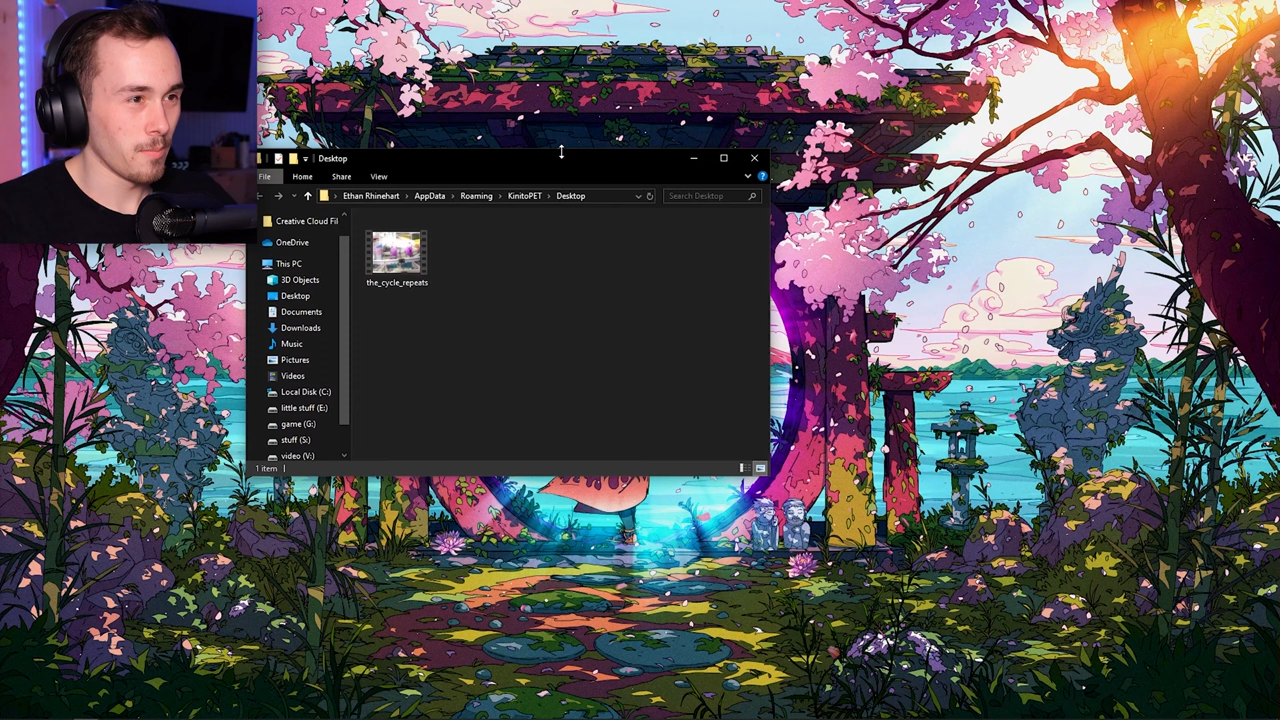 Desktop
File Home Share View
Ethan Rhinehart AppData Roaming KinitoPET Desktop Search Desktop
Creative Cloud Fil
OneDrive
This PC
3D Objects
Desktop
Documents
Downloads
Music
Pictures
Videos
Local Disk (C:)
little stuff (E:)
game (G:)
stuff (S:)
video (V:)
the_cycle_repeats
1 item